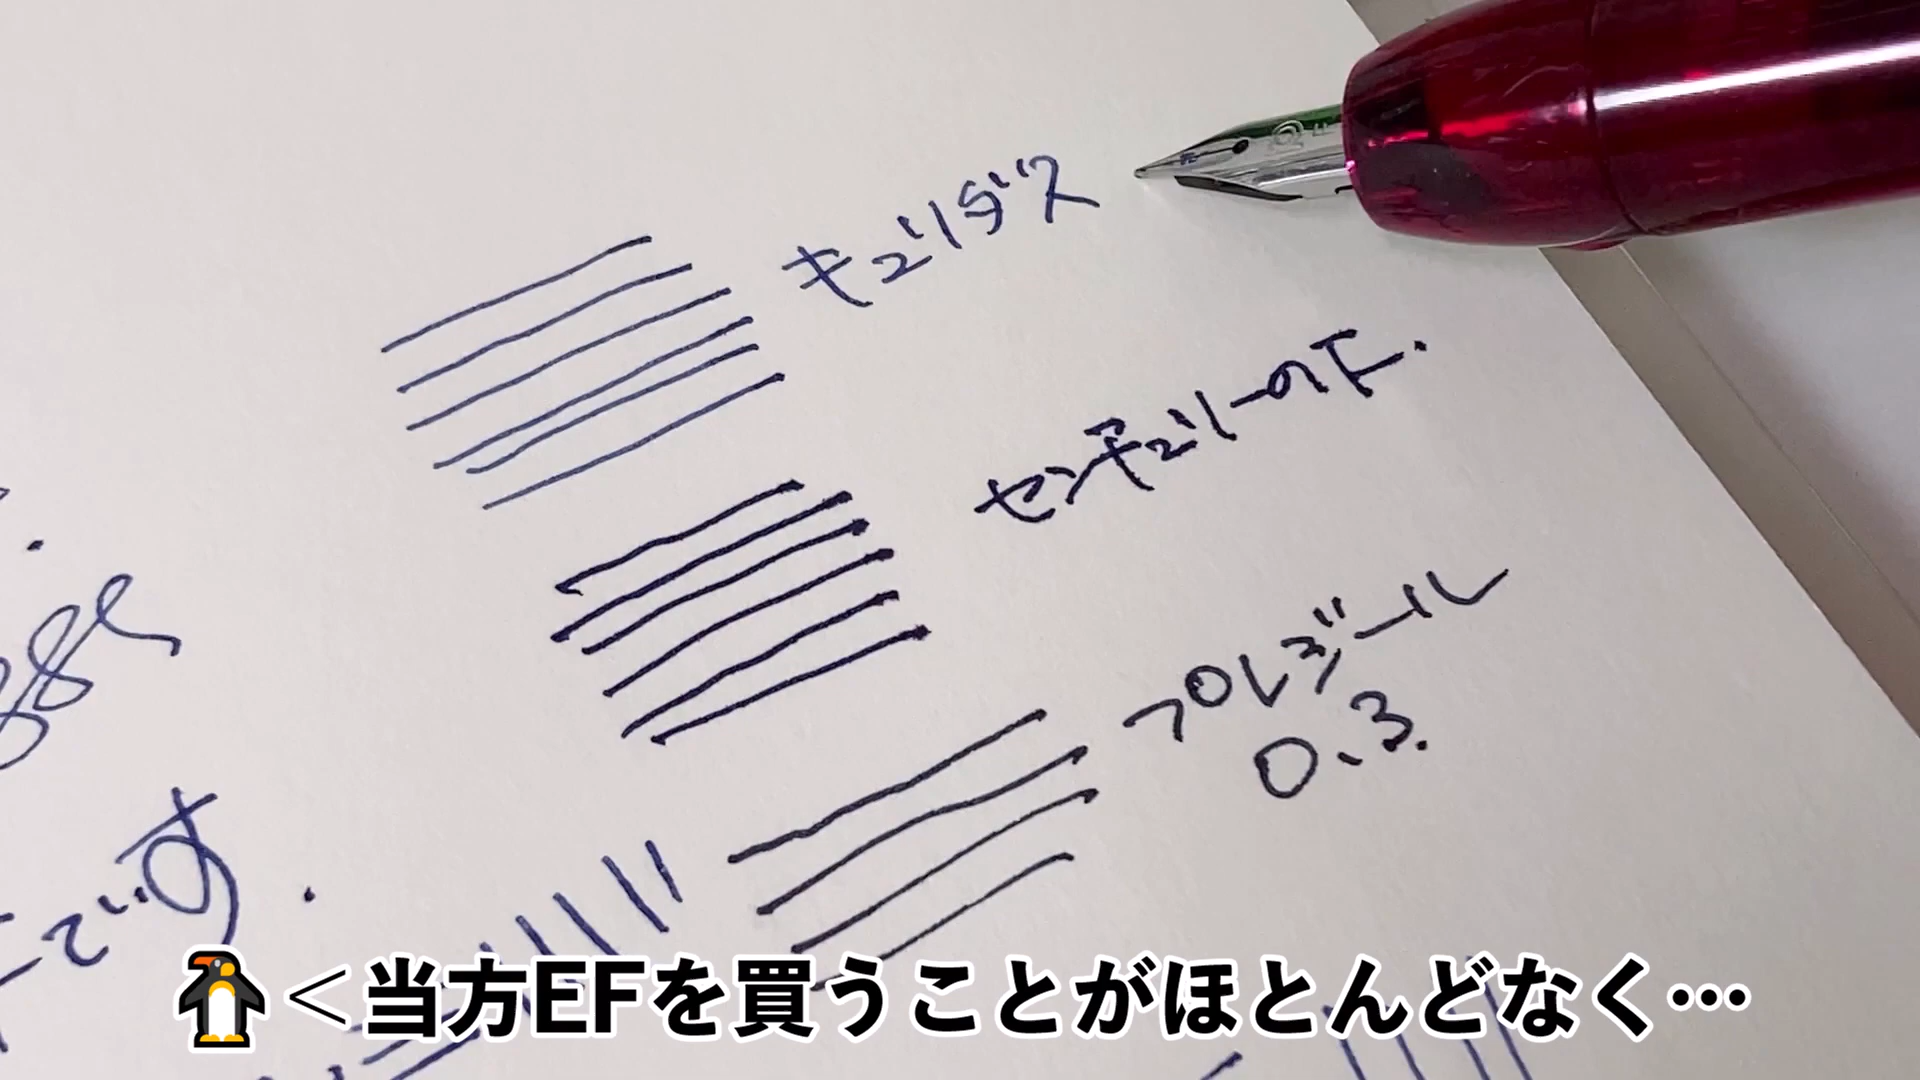 キュリダス
センチュリーのF.
プレジール
0.3.
です.
<当方EFを買うことがほとんどなく…